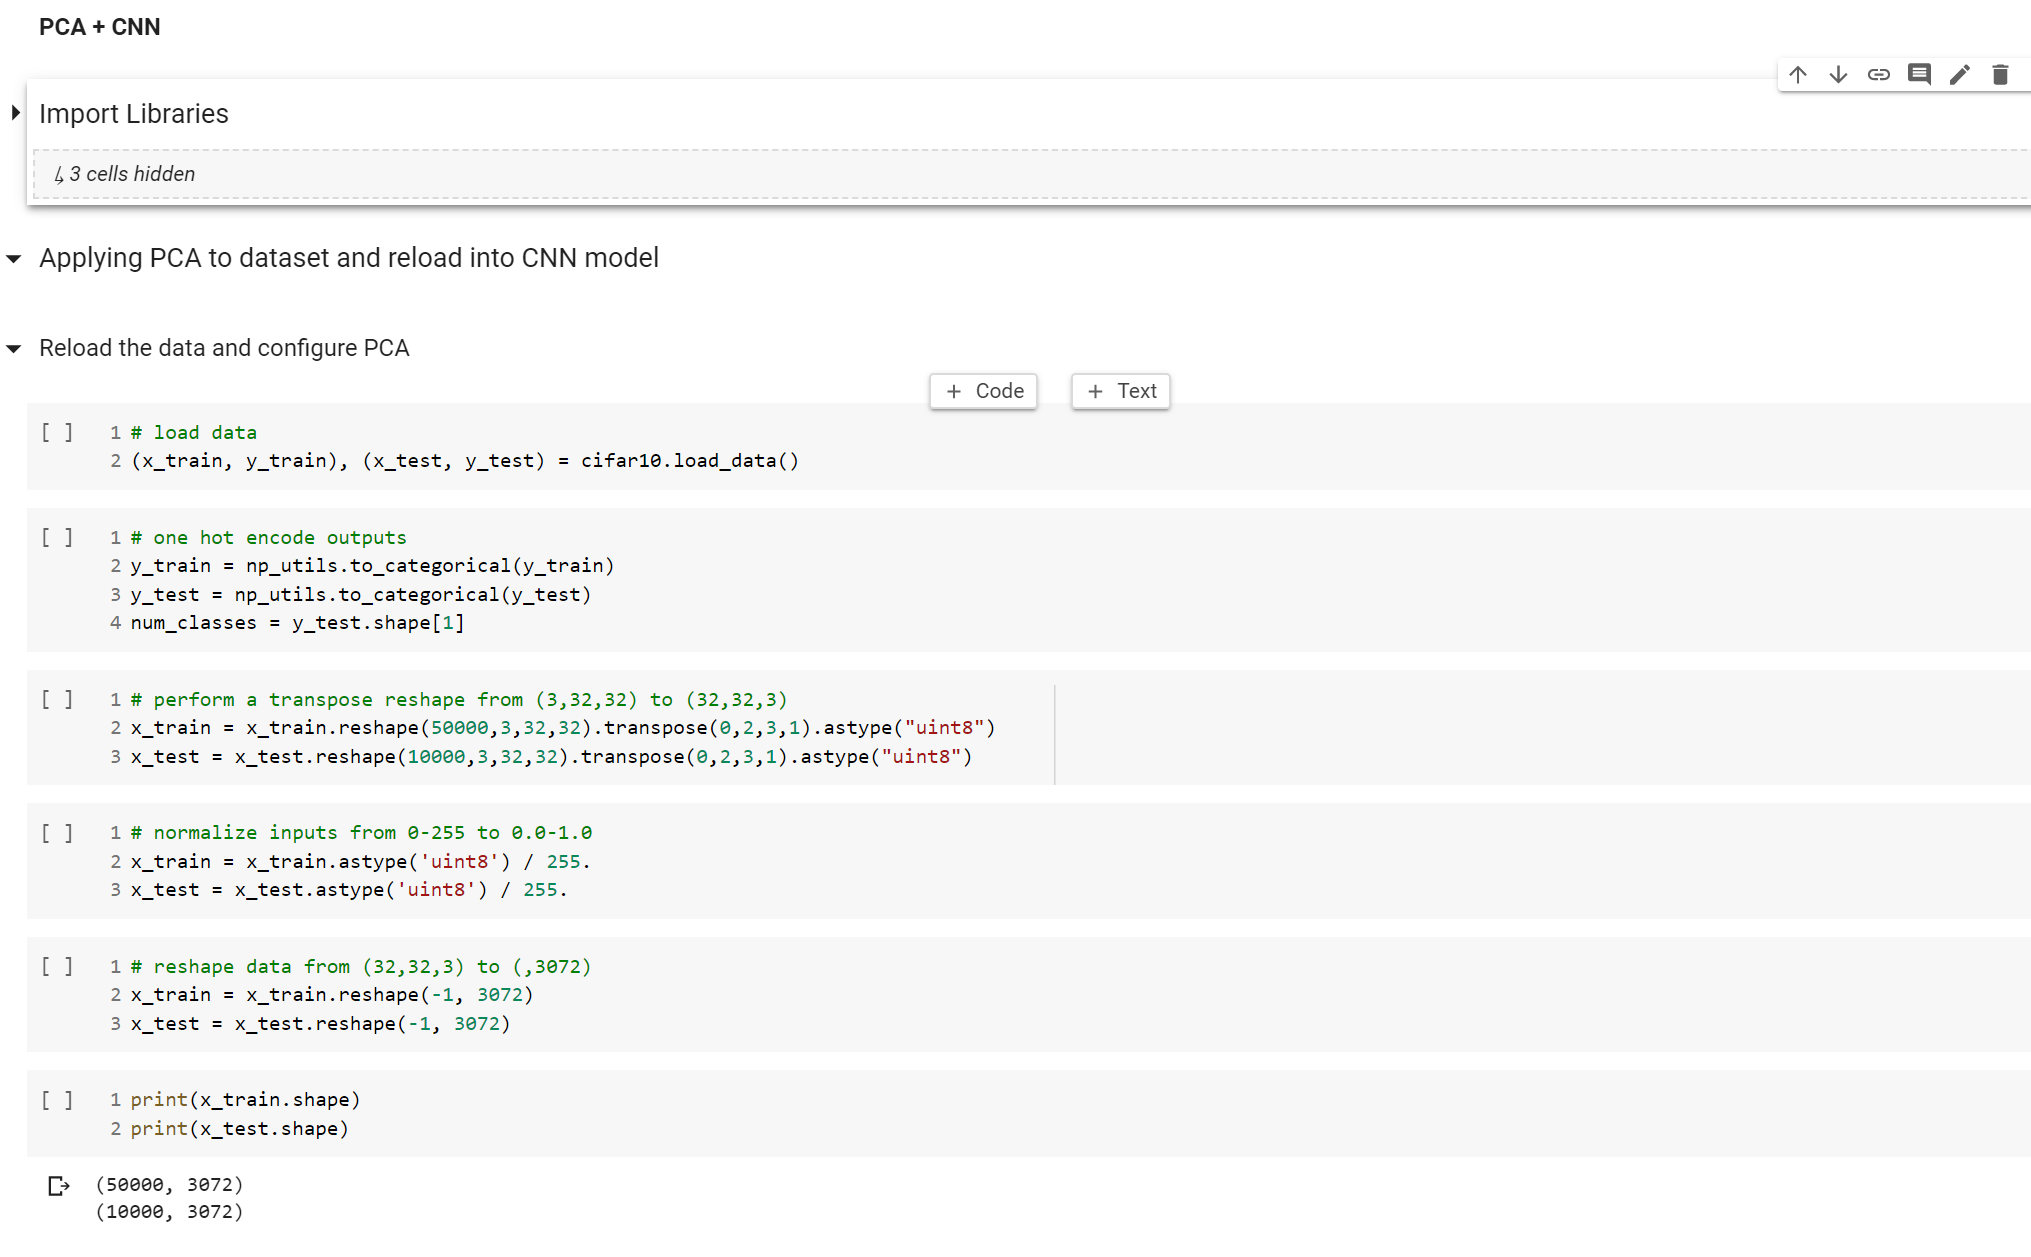 PCA + CNN
Import Libraries
↳ 3 cells hidden
Applying PCA to dataset and reload into CNN model
Reload the data and configure PCA
+ Code + Text
[ ] 1 # load data
2 (x_train, y_train), (x_test, y_test) = cifar10.load_data()
[ ] 1 # one hot encode outputs
2 y_train = np_utils.to_categorical(y_train)
3 y_test = np_utils.to_categorical(y_test)
4 num_classes = y_test.shape[1]
[ ] 1 # perform a transpose reshape from (3,32,32) to (32,32,3)
2 x_train = x_train.reshape(50000,3,32,32).transpose(0,2,3,1).astype("uint8")
3 x_test = x_test.reshape(10000,3,32,32).transpose(0,2,3,1).astype("uint8")
[ ] 1 # normalize inputs from 0-255 to 0.0-1.0
2 x_train = x_train.astype('uint8') / 255.
3 x_test = x_test.astype('uint8') / 255.
[ ] 1 # reshape data from (32,32,3) to (,3072)
2 x_train = x_train.reshape(-1, 3072)
3 x_test = x_test.reshape(-1, 3072)
[ ] 1 print(x_train.shape)
2 print(x_test.shape)
(50000, 3072)
(10000, 3072)